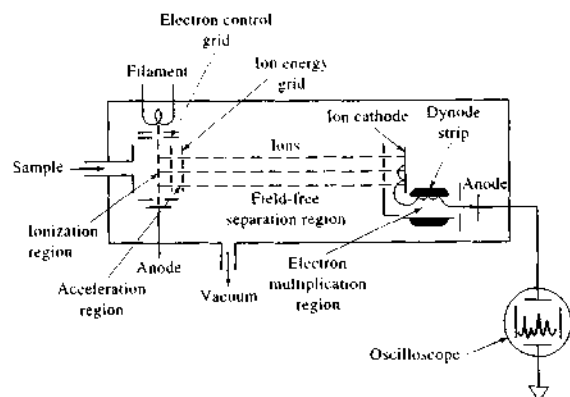 Electron control
grid
Filament
Ion energy
grid
Ion cathode
Dynode
strip
Ions
Sample
Anode
Field-free
separation region
Ionization
region
Anode
Acceleration
region
Vacuum
Electron
multiplication
region
Oscilloscope